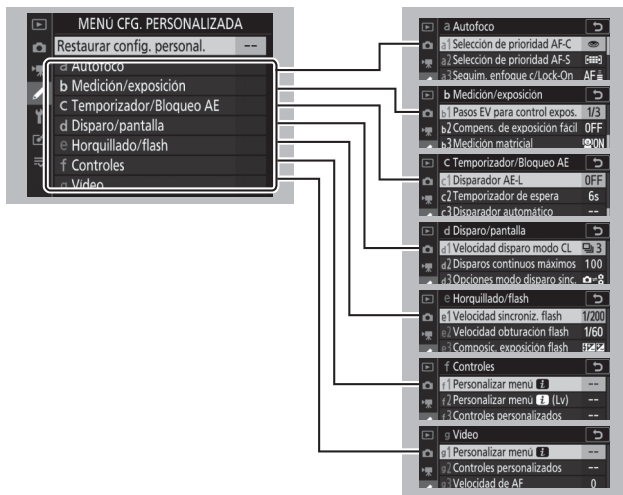 MENÚ CFG. PERSONALIZADA
Restaurar config. personal. --
a Autofoco
b Medición/exposición
c Temporizador/Bloqueo AE
d Disparo/pantalla
e Horquillado/flash
f Controles
g Vídeo
a Autofoco
a1 Selección de prioridad AF-C
a2 Selección de prioridad AF-S
a3 Seguim. enfoque c/Lock-On AF
b Medición/exposición
b1 Pasos EV para control expos. 1/3
b2 Compens. de exposición fácil OFF
b3 Medición matricial ON
c Temporizador/Bloqueo AE
c1 Disparador AE-L OFF
c2 Temporizador de espera 6s
c3 Disparador automático --
d Disparo/pantalla
d1 Velocidad disparo modo CL 3
d2 Disparos continuos máximos 100
d3 Opciones modo disparo sinc.
e Horquillado/flash
e1 Velocidad sincroniz. flash 1/200
e2 Velocidad obturación flash 1/60
e3 Composic. exposición flash
f Controles
f1 Personalizar menú i --
f2 Personalizar menú i (Lv) --
f3 Controles personalizados --
g Vídeo
g1 Personalizar menú i --
g2 Controles personalizados --
g3 Velocidad de AF 0